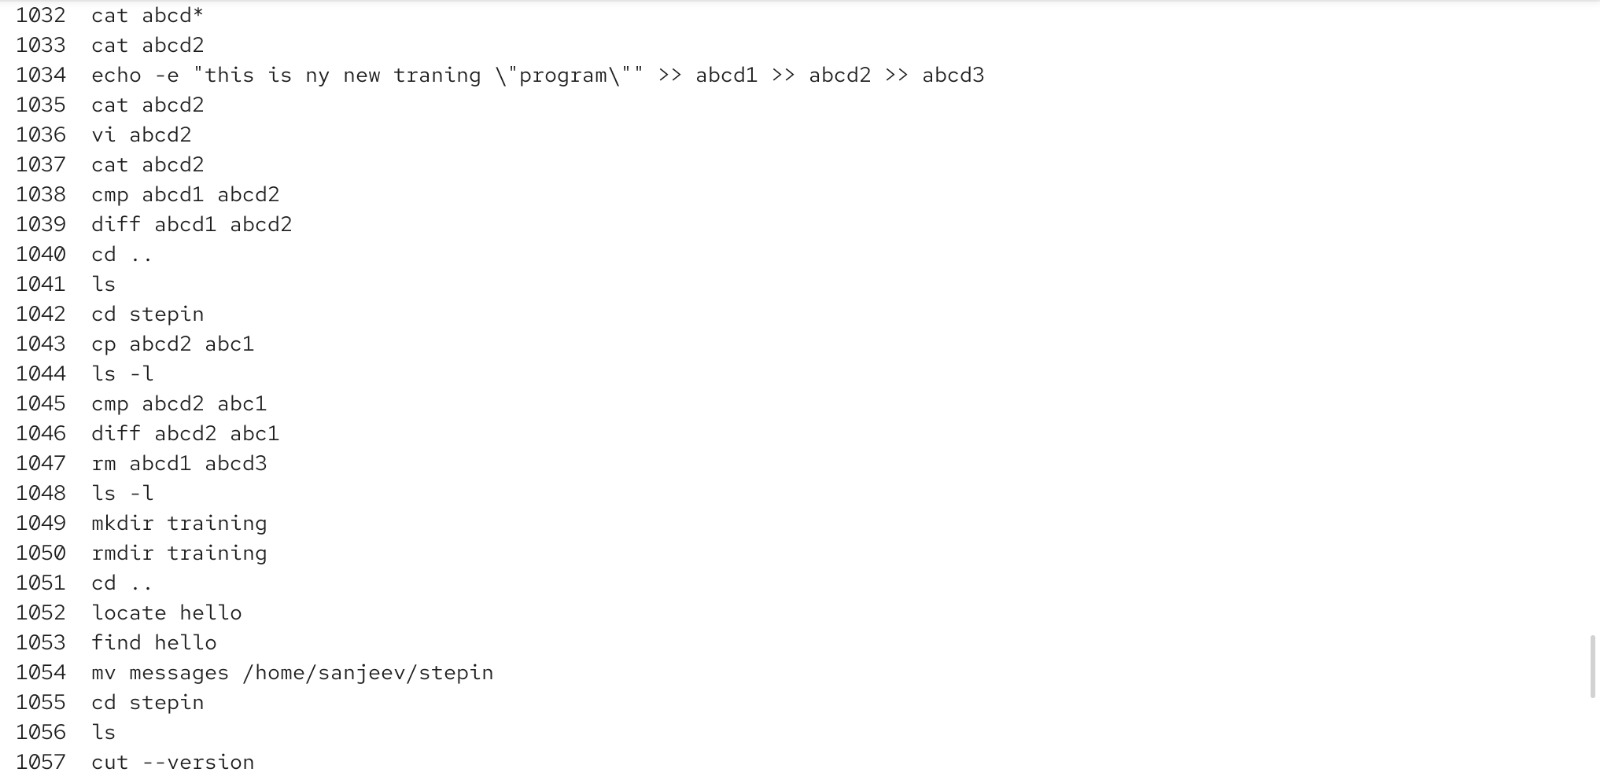 1032 cat abcd*
1033 cat abcd2
1034 echo -e "this is ny new traning \"program\"" >> abcd1 >> abcd2 >> abcd3
1035 cat abcd2
1036 vi abcd2
1037 cat abcd2
1038 cmp abcd1 abcd2
1039 diff abcd1 abcd2
1040 cd ..
1041 ls
1042 cd stepin
1043 cp abcd2 abc1
1044 ls -l
1045 cmp abcd2 abc1
1046 diff abcd2 abc1
1047 rm abcd1 abcd3
1048 ls -l
1049 mkdir training
1050 rmdir training
1051 cd ..
1052 locate hello
1053 find hello
1054 mv messages /home/sanjeev/stepin
1055 cd stepin
1056 ls
1057 cut --version